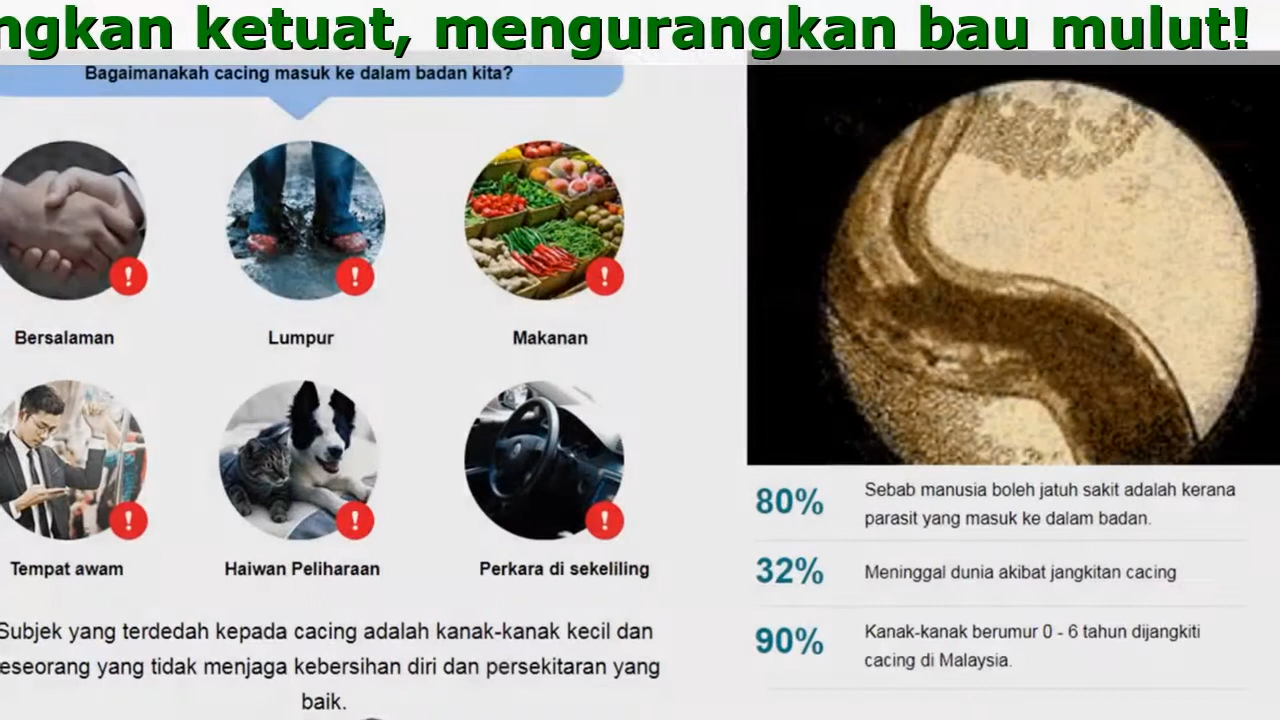 ngkan ketuat, mengurangkan bau mulut!
Bagaimanakah cacing masuk ke dalam badan kita?
Bersalaman
Lumpur
Makanan
Tempat awam
Haiwan Peliharaan
Perkara di sekeliling
Subjek yang terdedah kepada cacing adalah kanak-kanak kecil dan
eseorang yang tidak menjaga kebersihan diri dan persekitaran yang
baik.
80%
Sebab manusia boleh jatuh sakit adalah kerana
parasit yang masuk ke dalam badan.
32%
Meninggal dunia akibat jangkitan cacing
90%
Kanak-kanak berumur 0 - 6 tahun dijangkiti
cacing di Malaysia.